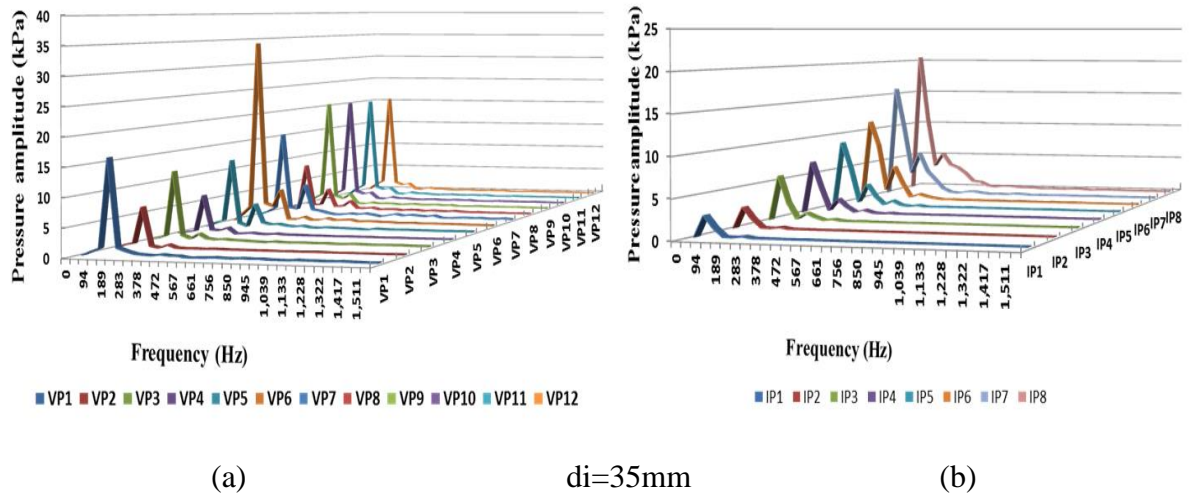 Pressure amplitude (kPa)
40
35
30
25
20
15
10
5
0
0
94
189
283
378
472
567
661
756
850
945
1,039
1,133
1,228
1,322
1,417
1,511
VP1
VP2
VP3
VP4
VP5
VP6
VP7
VP8
VP9
VP10
VP11
VP12
Frequency (Hz)
VP1 VP2 VP3 VP4 VP5 VP6 VP7 VP8 VP9 VP10 VP11 VP12
Pressure amplitude (kPa)
25
20
15
10
5
0
0
94
189
283
378
472
567
661
756
850
945
1,039
1,133
1,228
1,322
1,417
1,511
IP1
IP2
IP3
IP4
IP5
IP6
IP7
IP8
Frequency (Hz)
IP1 IP2 IP3 IP4 IP5 IP6 IP7 IP8
(a) di=35mm (b)